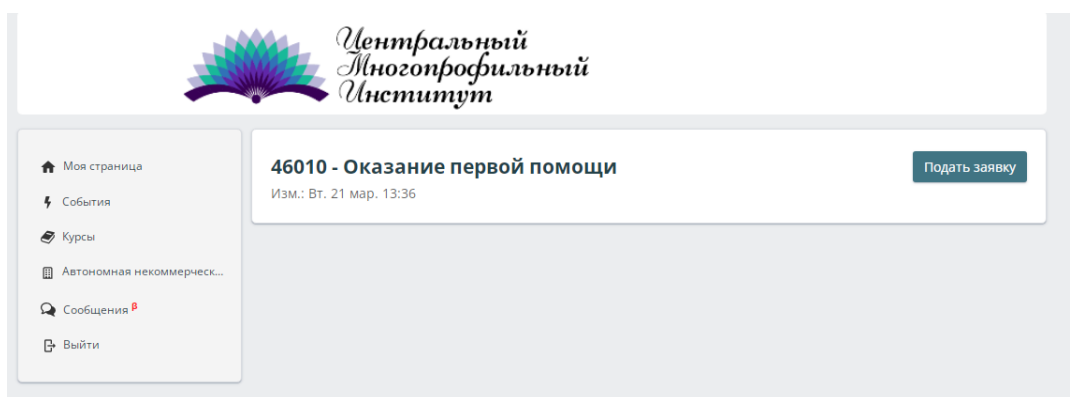 Центральный
Многопрофильный
Институт
Моя страница
События
Курсы
Автономная некоммерческ...
Сообщения β
Выйти
46010 - Оказание первой помощи
Изм.: Вт. 21 мар. 13:36
Подать заявку